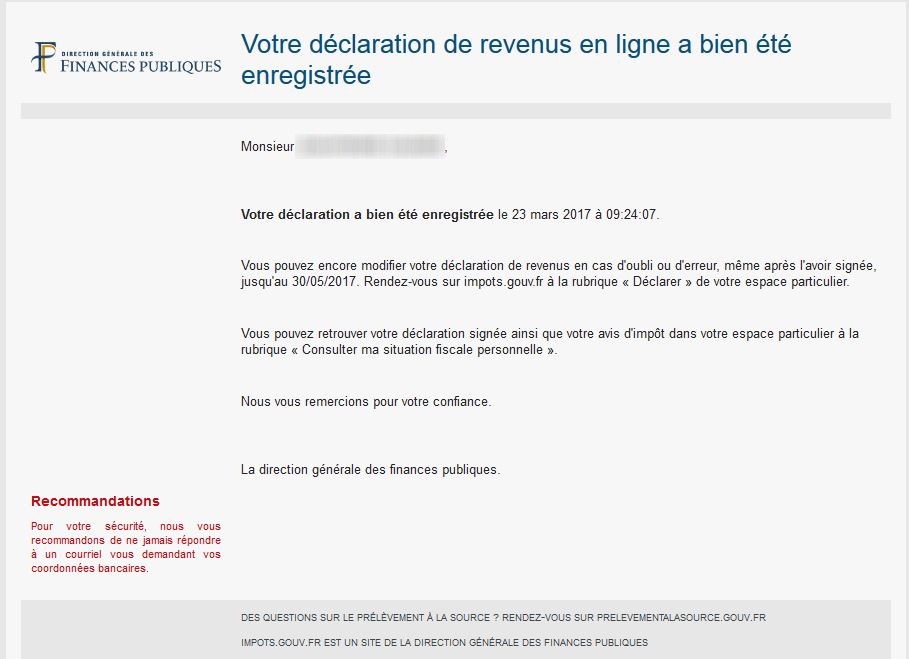 DIRECTION GÉNÉRALE DES
FINANCES PUBLIQUES
Votre déclaration de revenus en ligne a bien été
enregistrée
Monsieur ,
Votre déclaration a bien été enregistrée le 23 mars 2017 à 09:24:07.
Vous pouvez encore modifier votre déclaration de revenus en cas d'oubli ou d'erreur, même après l'avoir signée,
jusqu'au 30/05/2017. Rendez-vous sur impots.gouv.fr à la rubrique « Déclarer » de votre espace particulier.
Vous pouvez retrouver votre déclaration signée ainsi que votre avis d'impôt dans votre espace particulier à la
rubrique « Consulter ma situation fiscale personnelle ».
Nous vous remercions pour votre confiance.
La direction générale des finances publiques.
Recommandations
Pour votre sécurité, nous vous
recommandons de ne jamais répondre
à un courriel vous demandant vos
coordonnées bancaires.
DES QUESTIONS SUR LE PRÉLÈVEMENT À LA SOURCE ? RENDEZ-VOUS SUR PRELEVEMENTALASOURCE.GOUV.FR
IMPOTS.GOUV.FR EST UN SITE DE LA DIRECTION GÉNÉRALE DES FINANCES PUBLIQUES